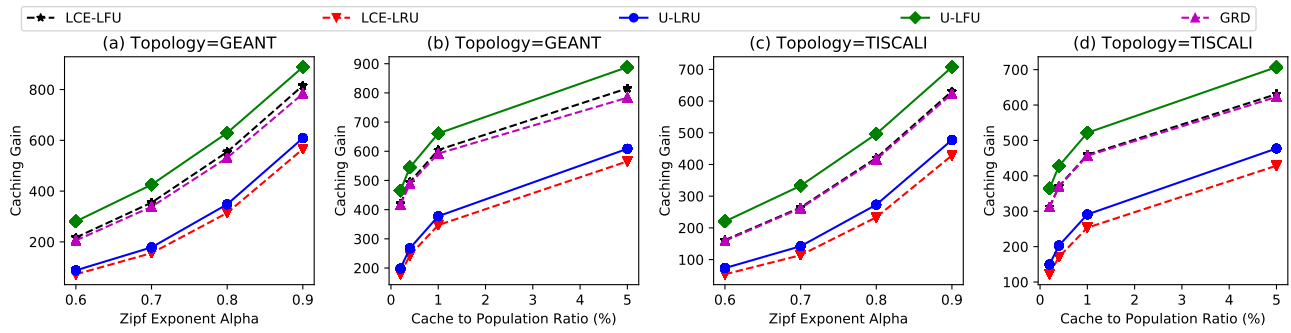 LCE-LFU LCE-LRU U-LRU U-LFU GRD
(a) Topology=GEANT
Caching Gain
800
600
400
200
0.6 0.7 0.8 0.9
Zipf Exponent Alpha
(b) Topology=GEANT
Caching Gain
900
800
700
600
500
400
300
200
0 1 2 3 4 5
Cache to Population Ratio (%)
(c) Topology=TISCALI
Caching Gain
700
600
500
400
300
200
100
0.6 0.7 0.8 0.9
Zipf Exponent Alpha
(d) Topology=TISCALI
Caching Gain
700
600
500
400
300
200
100
0 1 2 3 4 5
Cache to Population Ratio (%)